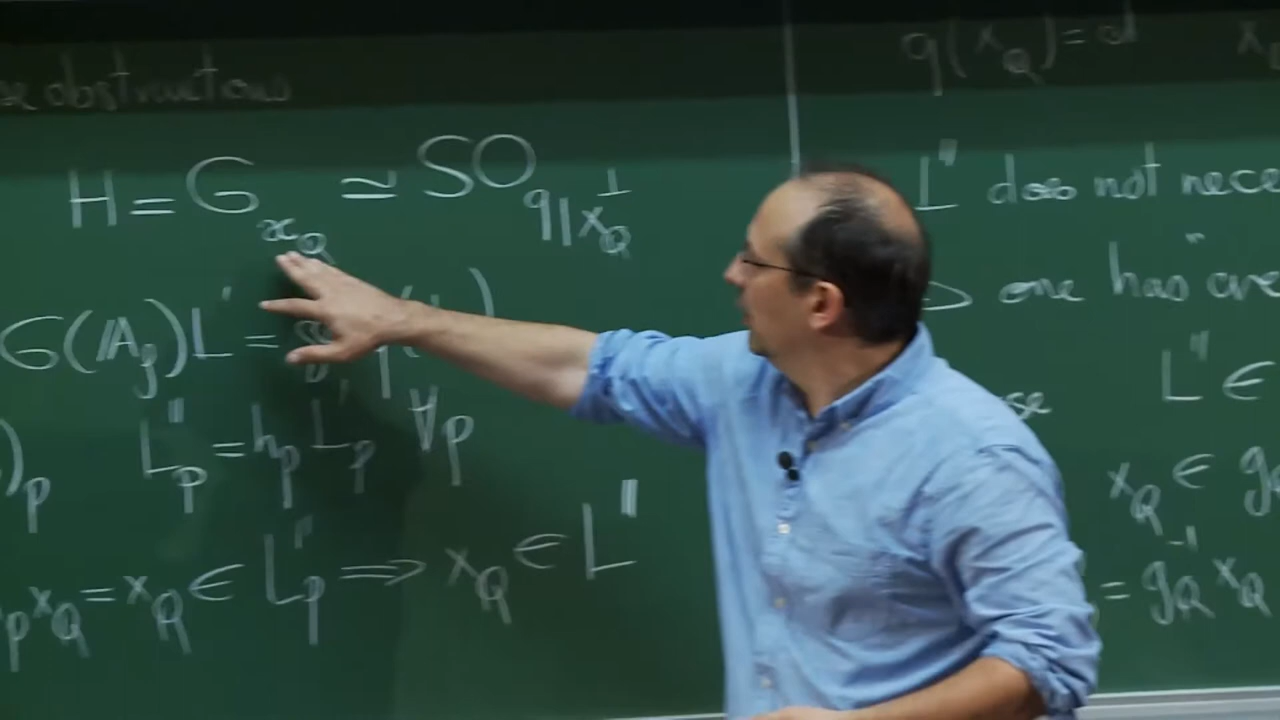 obstructions
H = G_{x_Q} ≃ SO_{q|x_Q^⊥}
G(𝔸_f)L' =
)_p L''_p = h_p L'_p ∀p
_p x_Q = x_Q ∈ L''_p ⟹ x_Q ∈ L''
q(x_Q) = d
L'' does not nece
one has eve
L'' ∈
x_Q ∈ g_Q
= g_Q^{-1} x_Q